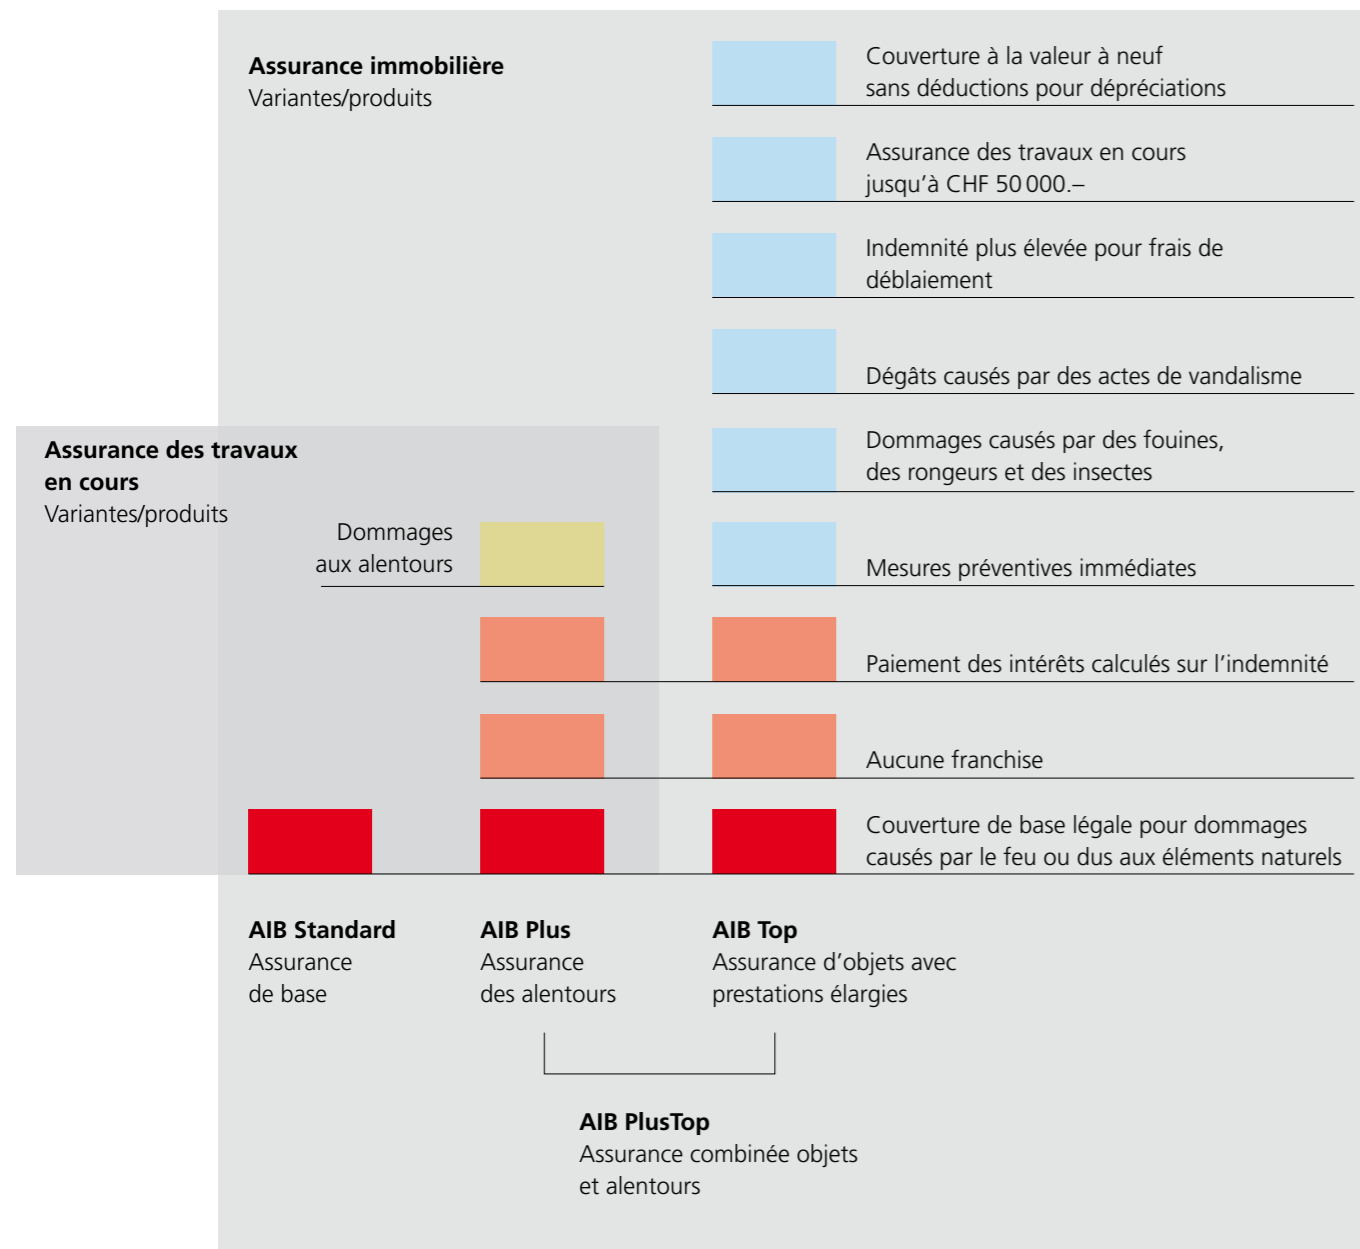 Assurance immobilière
Variantes/produits
Couverture à la valeur à neuf
sans déductions pour dépréciations
Assurance des travaux en cours
jusqu’à CHF 50 000.–
Indemnité plus élevée pour frais de
déblaiement
Dégâts causés par des actes de vandalisme
Assurance des travaux
en cours
Variantes/produits
Dommages causés par des fouines,
des rongeurs et des insectes
Dommages
aux alentours
Mesures préventives immédiates
Paiement des intérêts calculés sur l’indemnité
Aucune franchise
Couverture de base légale pour dommages
causés par le feu ou dus aux éléments naturels
AIB Standard
Assurance
de base
AIB Plus
Assurance
des alentours
AIB Top
Assurance d’objets avec
prestations élargies
AIB PlusTop
Assurance combinée objets
et alentours